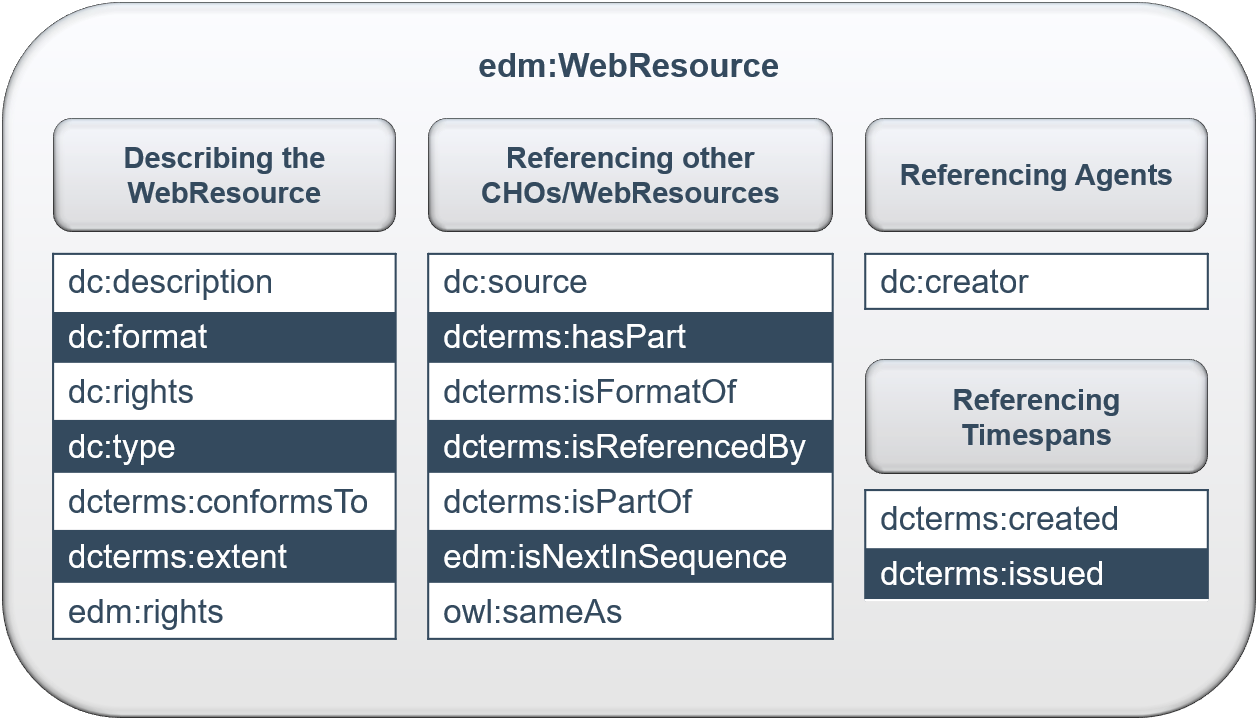 edm:WebResource
Describing the
WebResource
dc:description
dc:format
dc:rights
dc:type
dcterms:conformsTo
dcterms:extent
edm:rights
Referencing other
CHOs/WebResources
dc:source
dcterms:hasPart
dcterms:isFormatOf
dcterms:isReferencedBy
dcterms:isPartOf
edm:isNextInSequence
owl:sameAs
Referencing Agents
dc:creator
Referencing
Timespans
dcterms:created
dcterms:issued